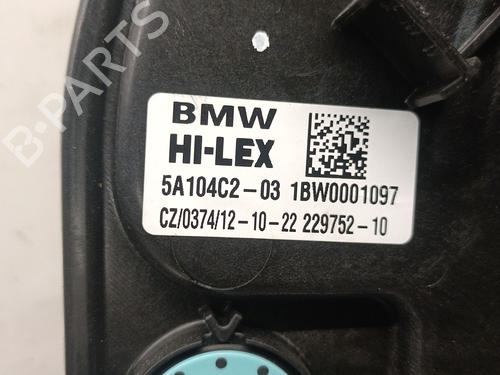 B-PARTS
BMW
HI-LEX
5A104C2-03 1BW0001097
CZ/0374/12-10-22 229752-10